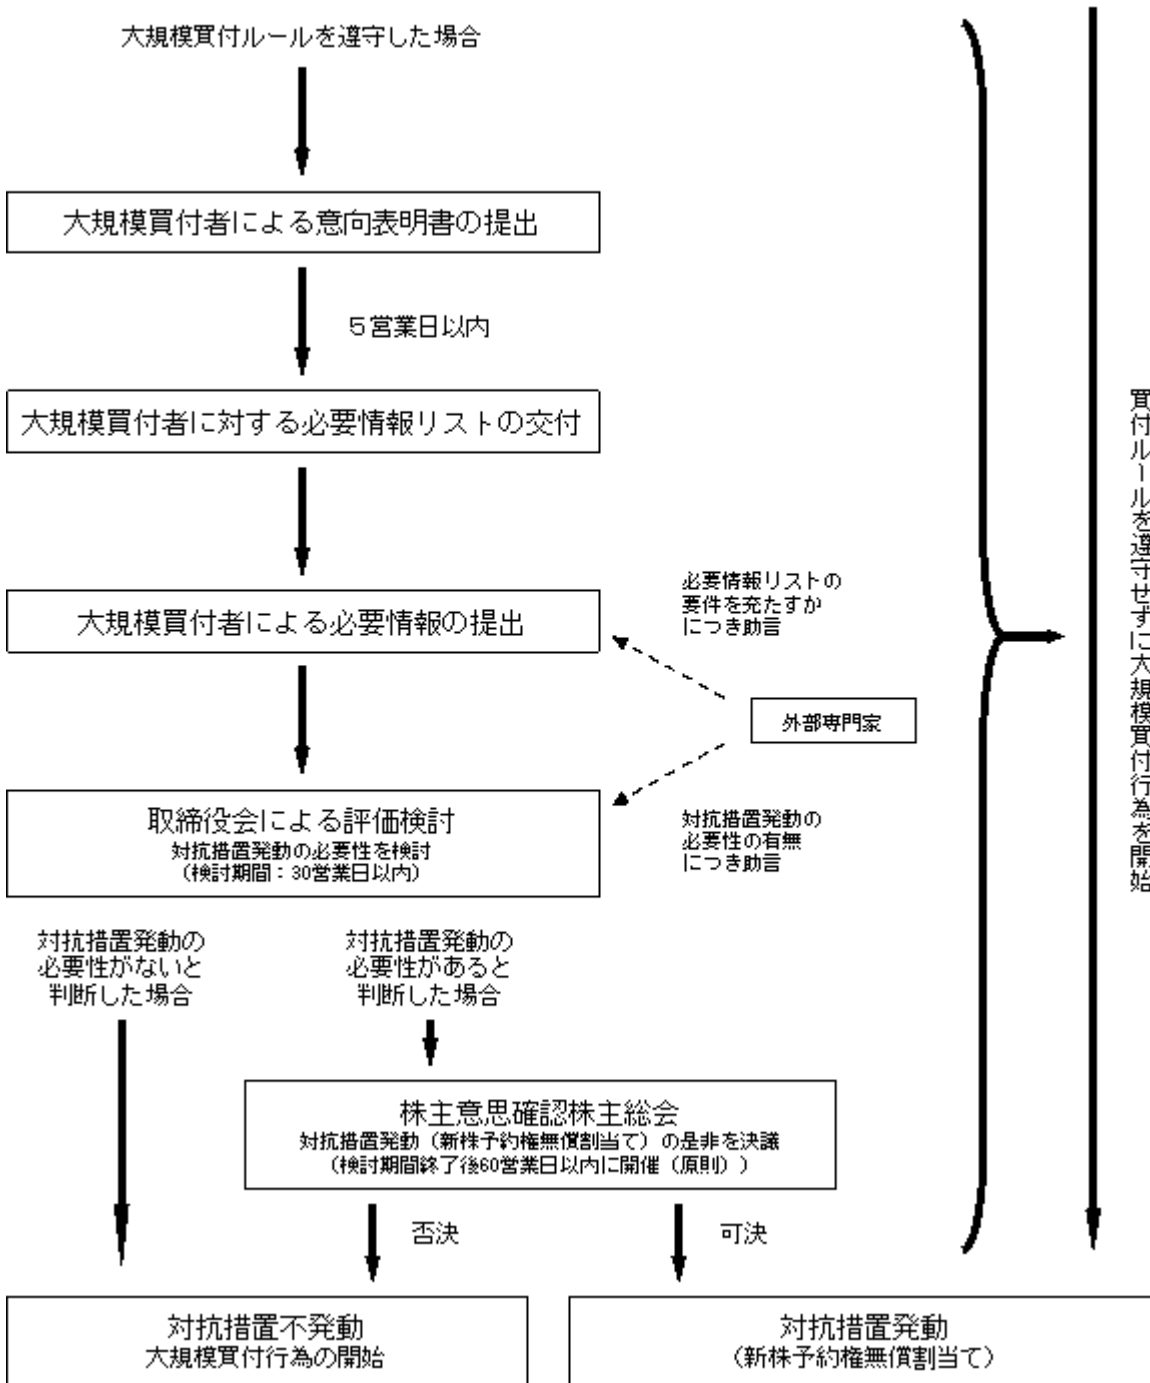 大規模買付ルールを遵守した場合
大規模買付者による意向表明書の提出
5営業日以内
大規模買付者に対する必要情報リストの交付
大規模買付者による必要情報の提出
必要情報リストの
要件を充たすか
につき助言
外部専門家
取締役会による評価検討
対抗措置発動の必要性を検討
(検討期間:30営業日以内)
対抗措置発動の
必要性の有無
につき助言
対抗措置発動の
必要性がないと
判断した場合
対抗措置発動の
必要性があると
判断した場合
株主意思確認株主総会
対抗措置発動(新株予約権無償割当て)の是非を決議
(検討期間終了後60営業日以内に開催(原則))
否決
可決
対抗措置不発動
大規模買付行為の開始
対抗措置発動
(新株予約権無償割当て)
買付ルールを遵守せずに大規模買付行為を開始